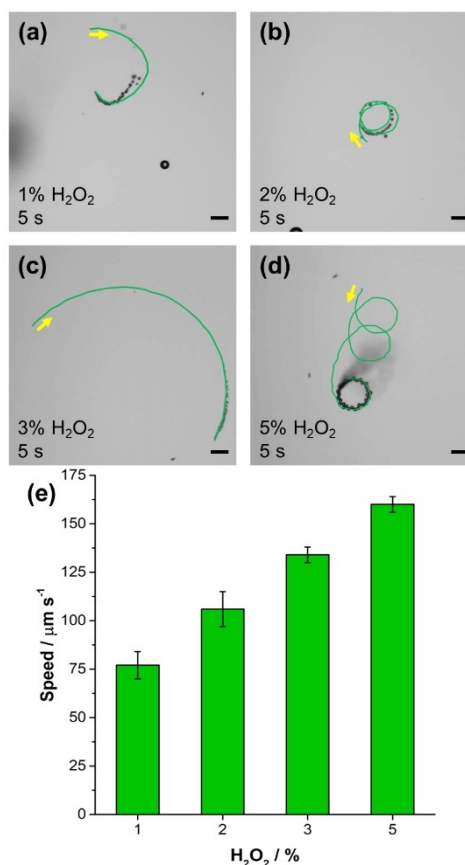 (a)
1% H₂O₂
5 s
(b)
2% H₂O₂
5 s
(c)
3% H₂O₂
5 s
(d)
5% H₂O₂
5 s
(e)
175
150
125
100
75
50
25
0
Speed / μm s⁻¹
1 2 3 5
H₂O₂ / %